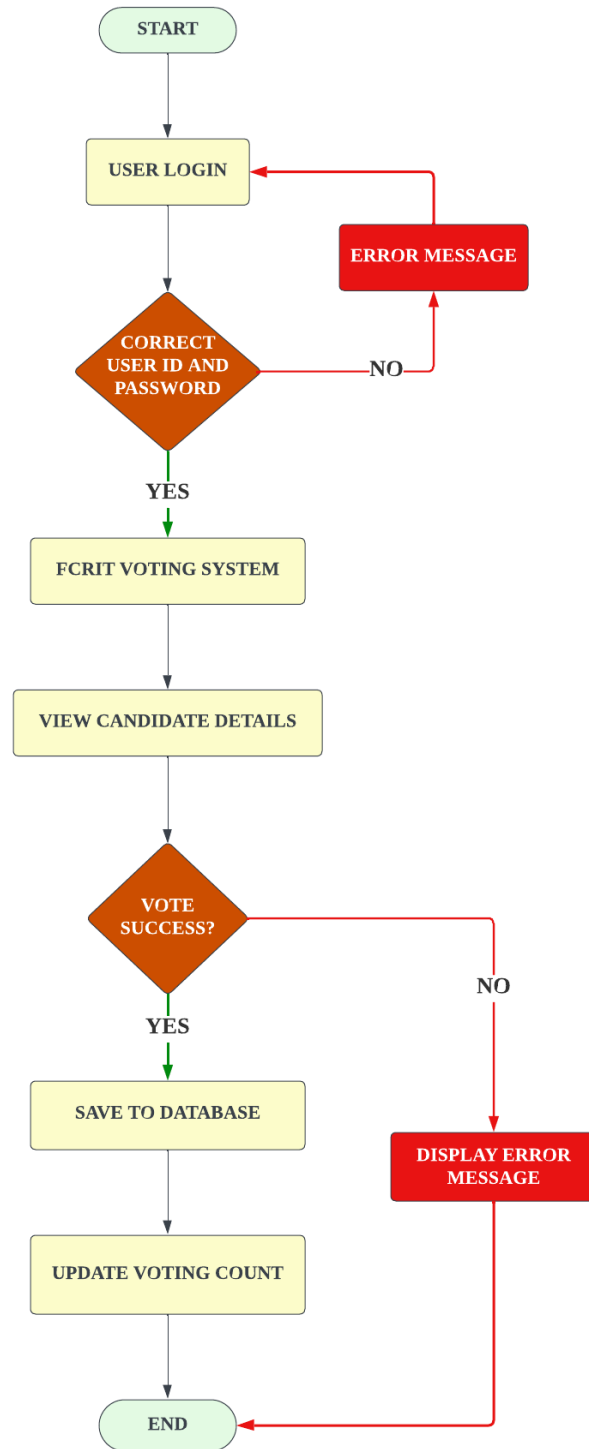 START
USER LOGIN
ERROR MESSAGE
CORRECT
USER ID AND
PASSWORD
NO
YES
FCRIT VOTING SYSTEM
VIEW CANDIDATE DETAILS
VOTE
SUCCESS?
NO
YES
SAVE TO DATABASE
DISPLAY ERROR
MESSAGE
UPDATE VOTING COUNT
END